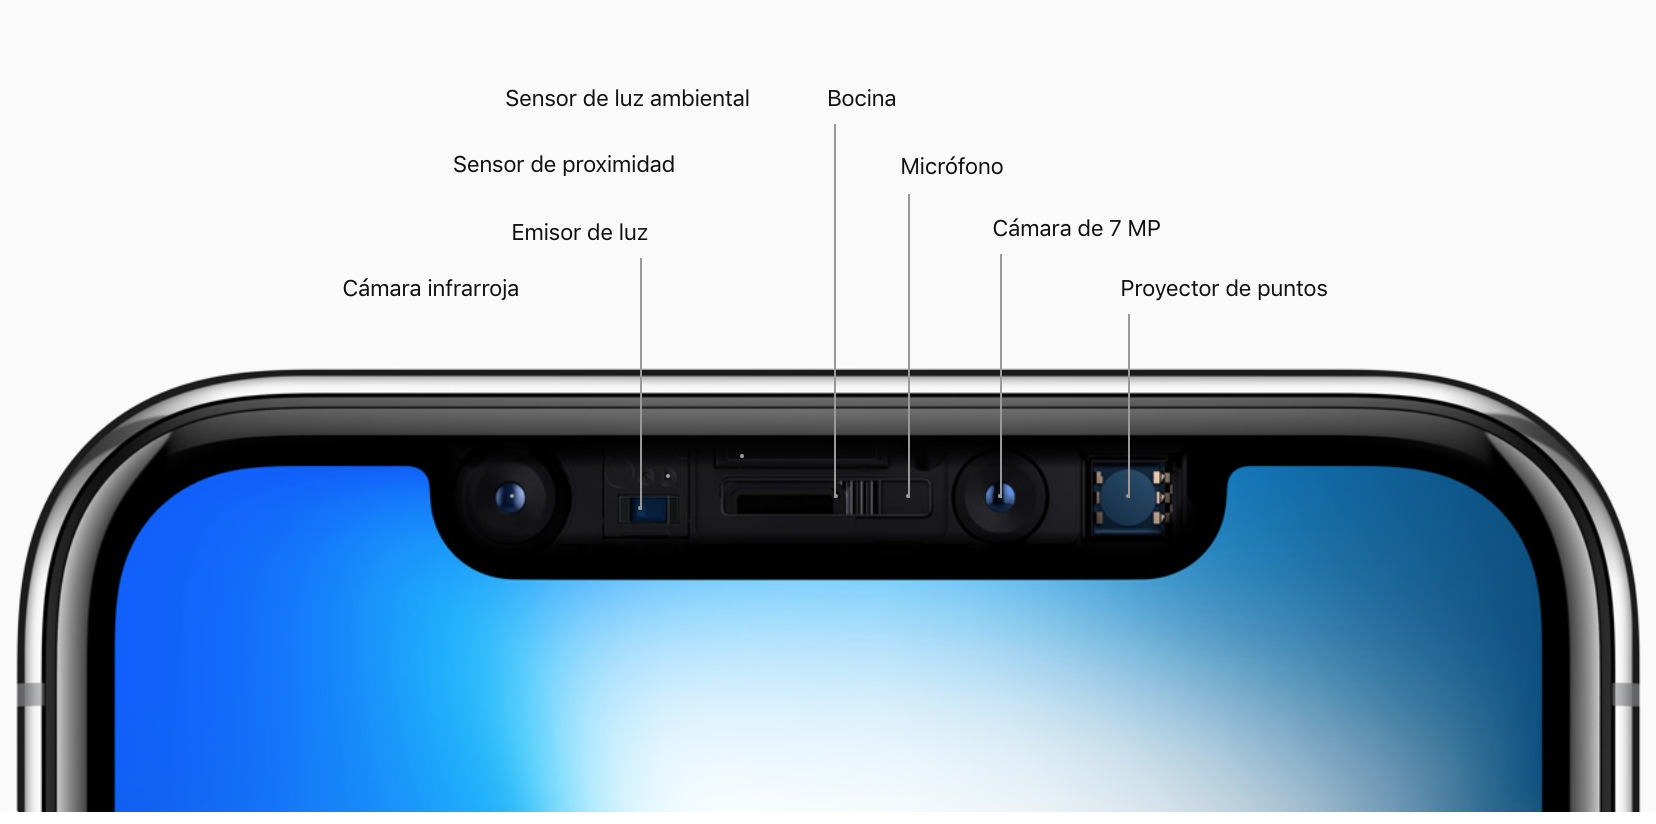 Sensor de luz ambiental
Bocina
Sensor de proximidad
Micrófono
Emisor de luz
Cámara de 7 MP
Cámara infrarroja
Proyector de puntos